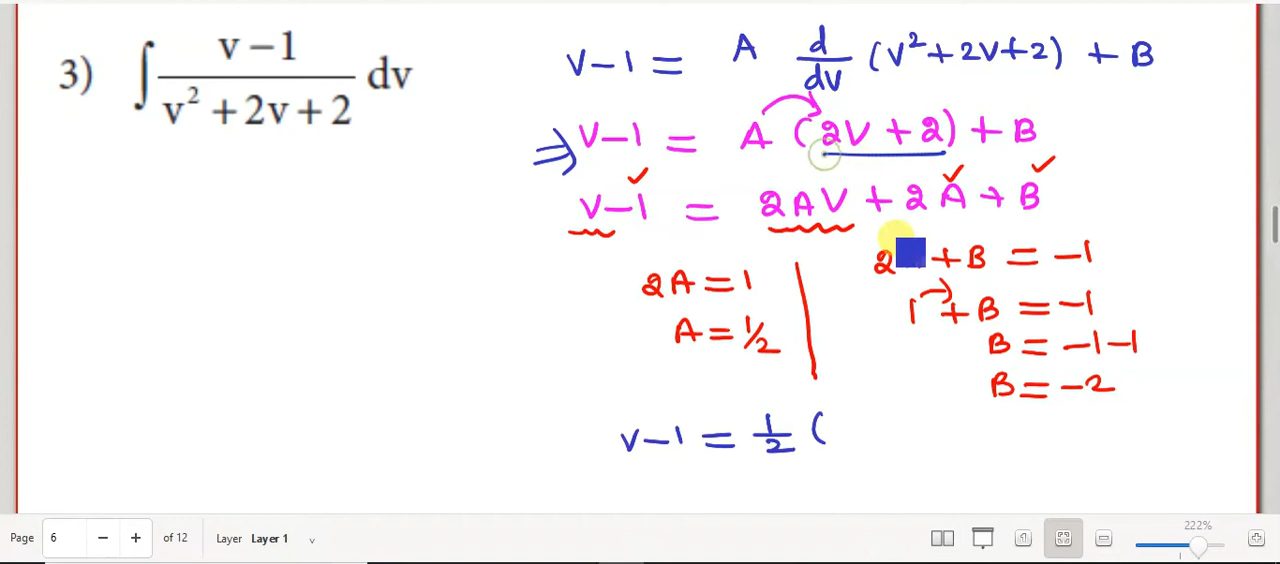 3) ∫ v – 1 / v² + 2v + 2 dv
v – 1 = A d/dv (v² + 2v + 2) + B
⇒ v – 1 = A (2v + 2) + B
v – 1 = 2AV + 2A + B
2A = 1
A = 1/2
2 + B = –1
1 + B = –1
B = –1 –1
B = –2
v – 1 = 1/2 (
Page 6 of 12 Layer Layer 1 222%